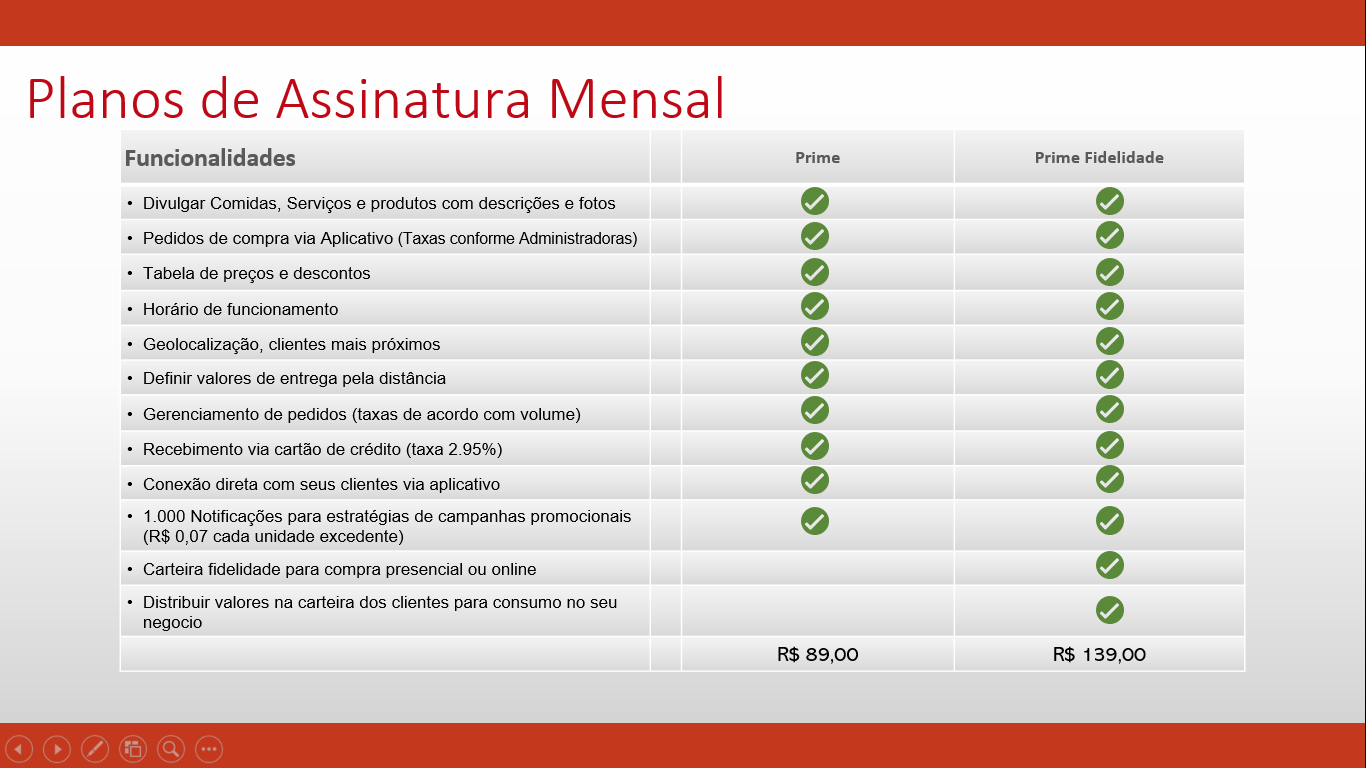 Planos de Assinatura Mensal
Funcionalidades
Prime
Prime Fidelidade
• Divulgar Comidas, Serviços e produtos com descrições e fotos
• Pedidos de compra via Aplicativo (Taxas conforme Administradoras)
• Tabela de preços e descontos
• Horário de funcionamento
• Geolocalização, clientes mais próximos
• Definir valores de entrega pela distância
• Gerenciamento de pedidos (taxas de acordo com volume)
• Recebimento via cartão de crédito (taxa 2.95%)
• Conexão direta com seus clientes via aplicativo
• 1.000 Notificações para estratégias de campanhas promocionais
(R$ 0,07 cada unidade excedente)
• Carteira fidelidade para compra presencial ou online
• Distribuir valores na carteira dos clientes para consumo no seu
negocio
R$ 89,00
R$ 139,00